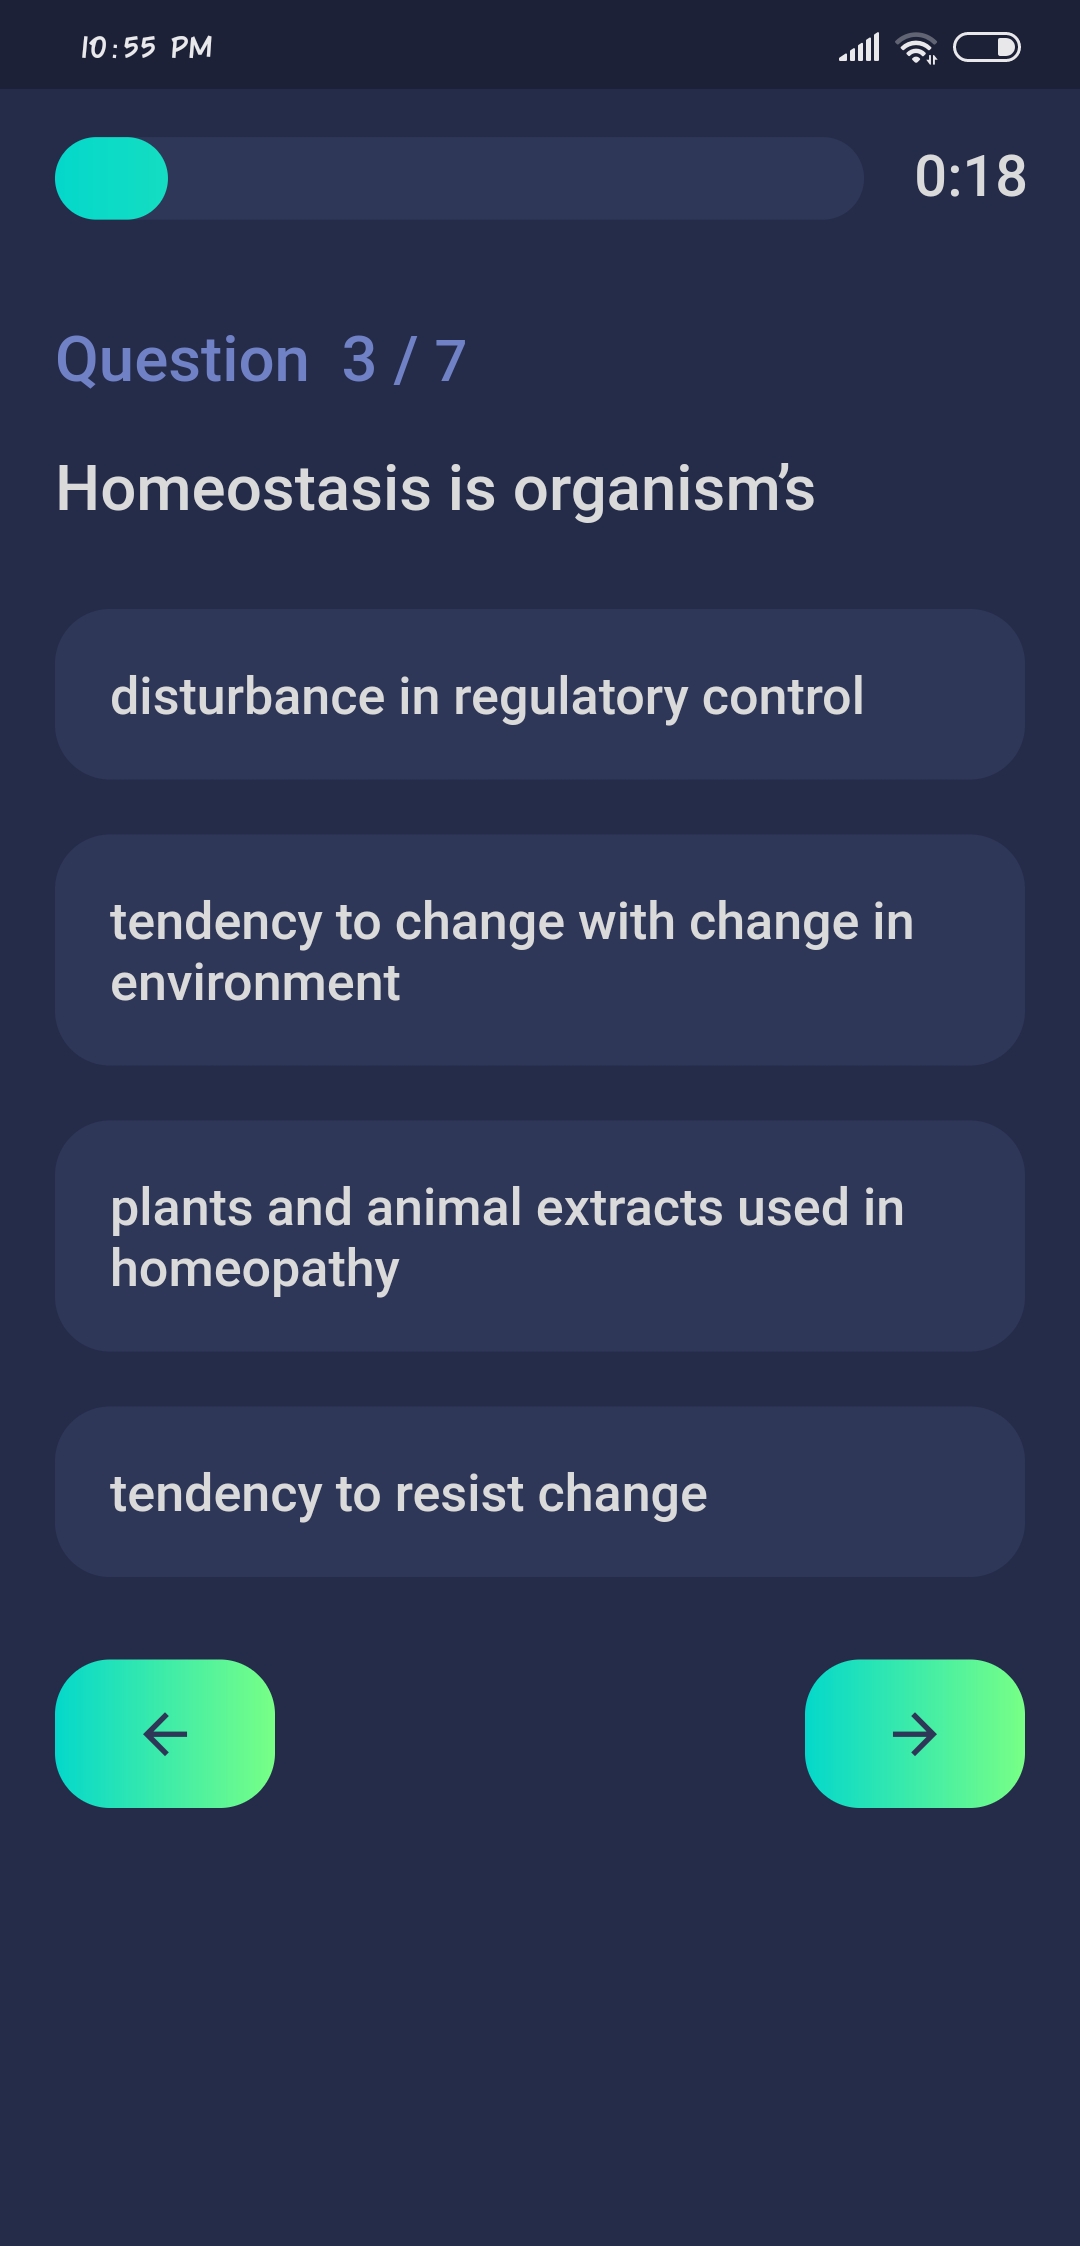 10:55 PM
0:18
Question 3 / 7
Homeostasis is organism’s
disturbance in regulatory control
tendency to change with change in
environment
plants and animal extracts used in
homeopathy
tendency to resist change